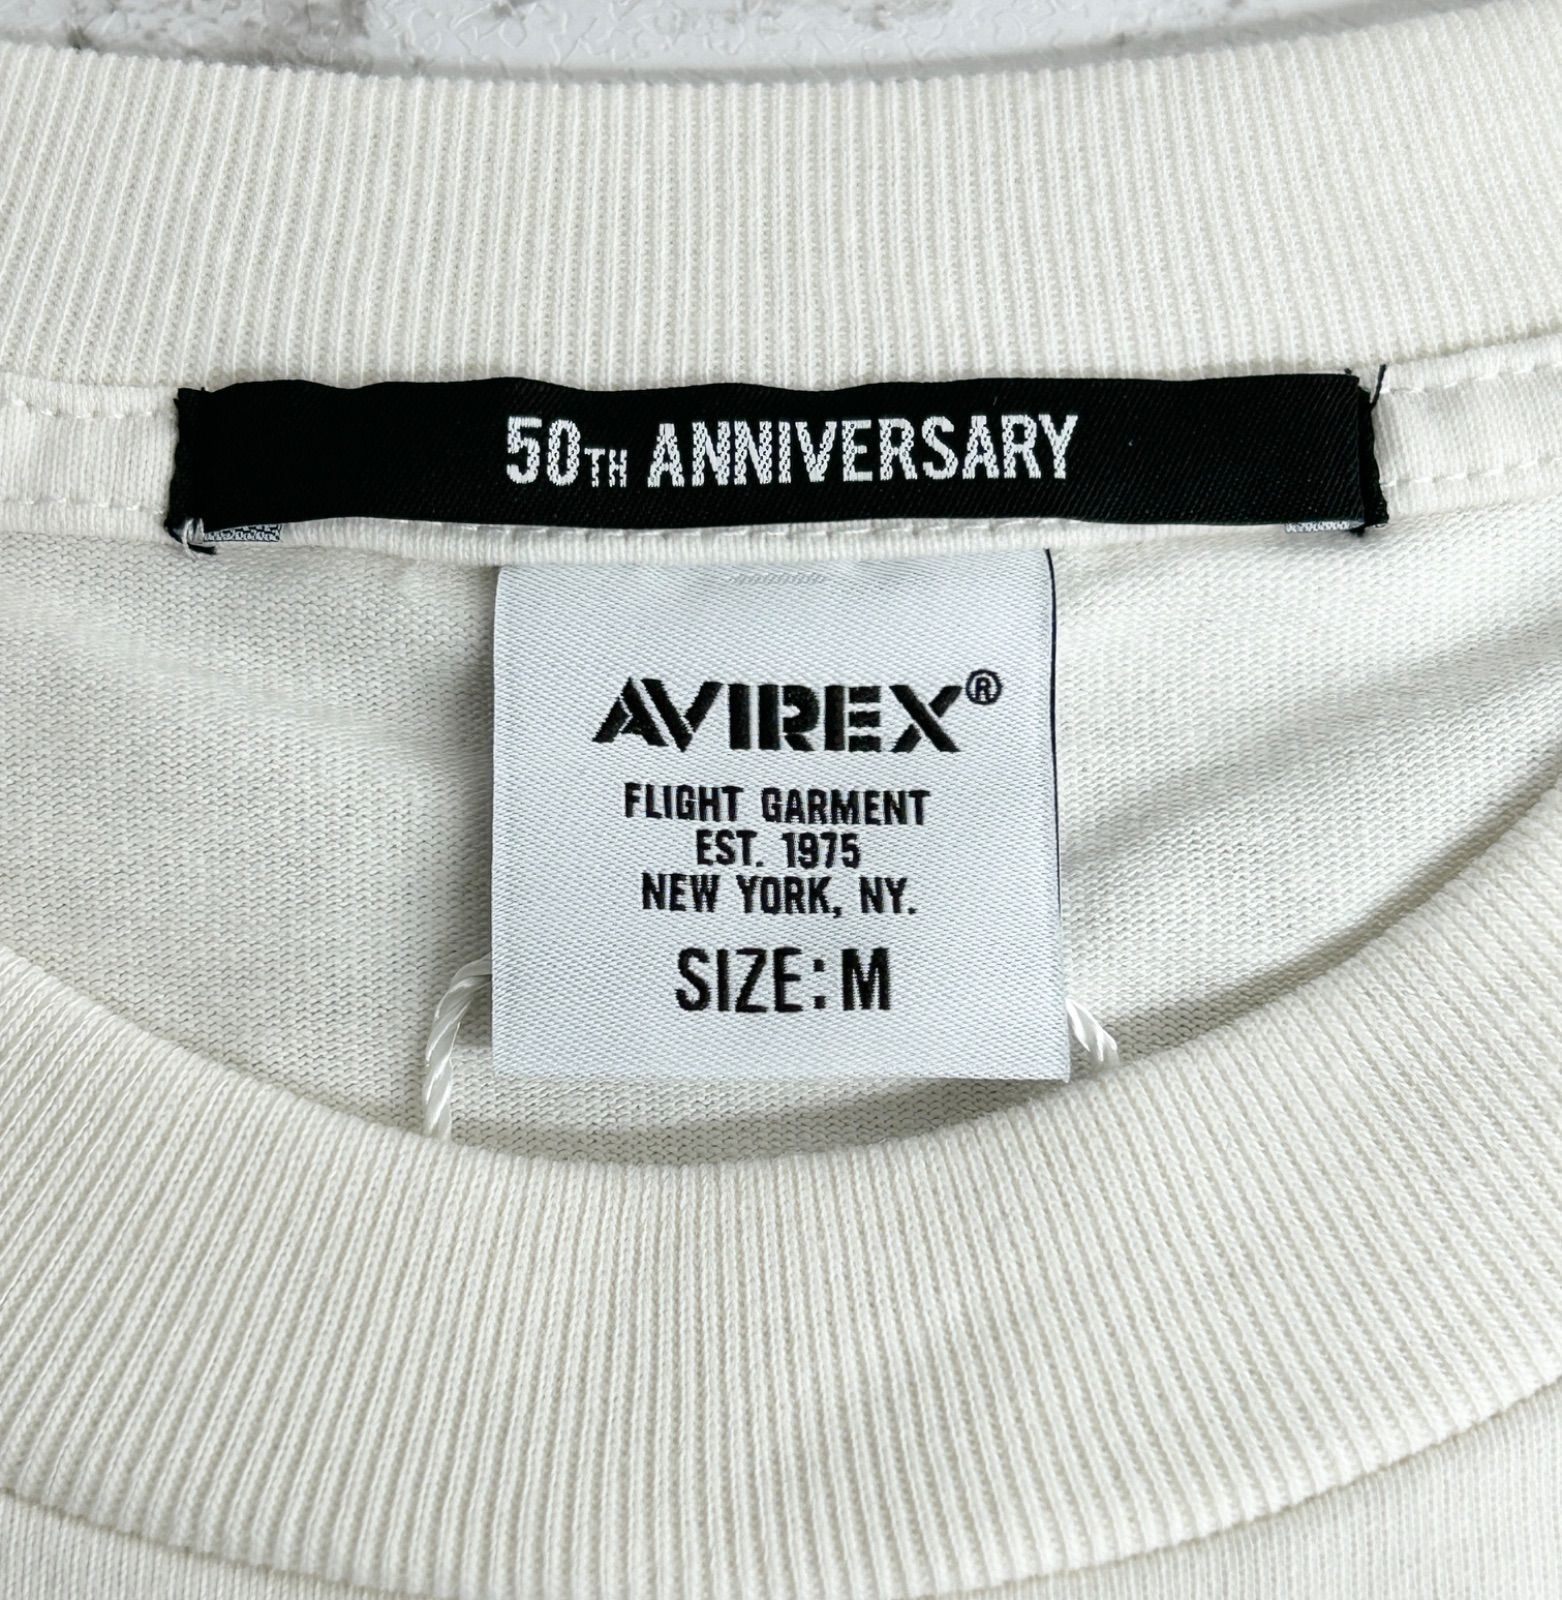 50TH ANNIVERSARY
AVIREX®
FLIGHT GARMENT
EST. 1975
NEW YORK, NY.
SIZE: M